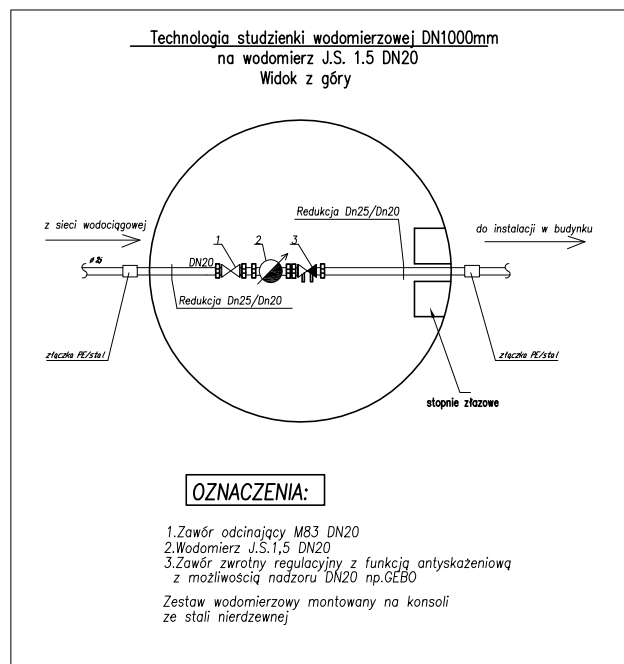 Technologia studzienki wodomierzowej DN1000mm
na wodomierz J.S. 1.5 DN20
Widok z góry
z sieci wodociągowej
Redukcja Dn25/Dn20
do instalacji w budynku
1
2
3
DN20
Redukcja Dn25/Dn20
złączka PE/stal
złączka PE/stal
stopnie złazowe
OZNACZENIA:
1.Zawór odcinający M83 DN20
2.Wodomierz J.S.1,5 DN20
3.Zawór zwrotny regulacyjny z funkcją antyskażeniową
z możliwością nadzoru DN20 np.GEBO
Zestaw wodomierzowy montowany na konsoli
ze stali nierdzewnej